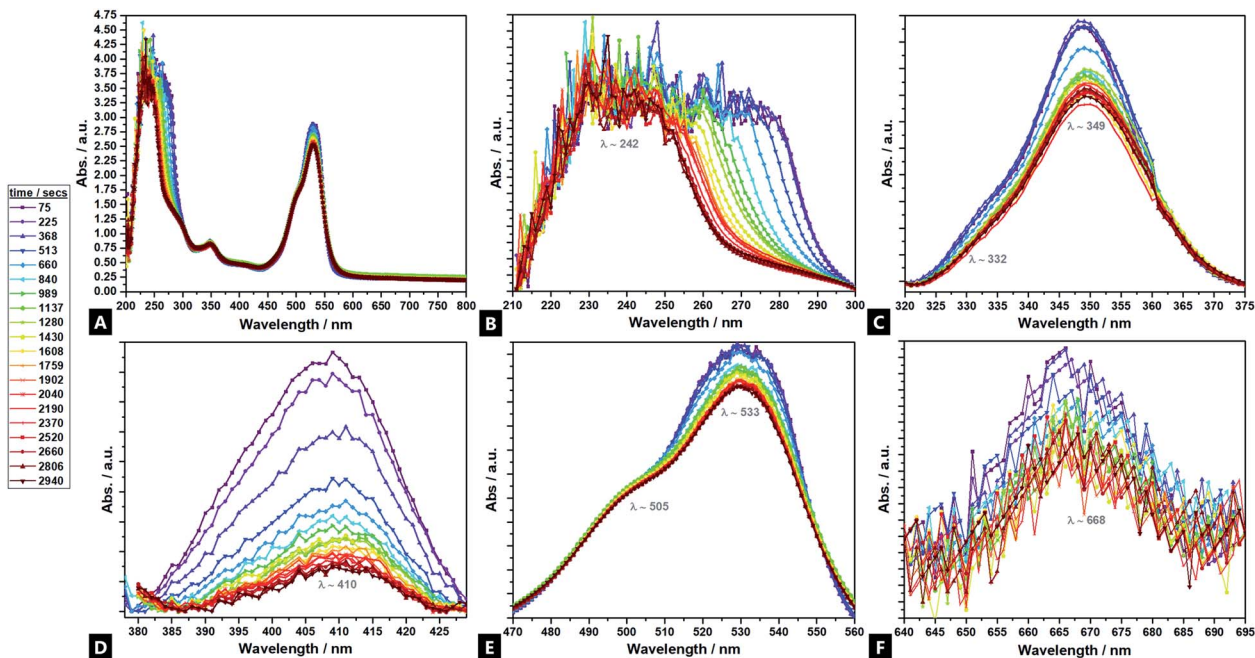 time / secs
75
225
368
513
660
840
989
1137
1280
1430
1608
1759
1902
2040
2190
2370
2520
2660
2806
2940
Abs. / a.u.
4.75
4.50
4.25
4.00
3.75
3.50
3.25
3.00
2.75
2.50
2.25
2.00
1.75
1.50
1.25
1.00
0.75
0.50
0.25
0.00
200 250 300 350 400 450 500 550 600 650 700 750 800
Wavelength / nm
A
Abs. / a.u.
λ ~ 242
210 220 230 240 250 260 270 280 290 300
Wavelength / nm
B
Abs. / a.u.
λ ~ 349
λ ~ 332
320 325 330 335 340 345 350 355 360 365 370 375
Wavelength / nm
C
Abs. / a.u.
λ ~ 410
380 385 390 395 400 405 410 415 420 425
Wavelength / nm
D
Abs. / a.u.
λ ~ 533
λ ~ 505
470 480 490 500 510 520 530 540 550 560
Wavelength / nm
E
Abs. / a.u.
λ ~ 668
640 645 650 655 660 665 670 675 680 685 690 695
Wavelength / nm
F